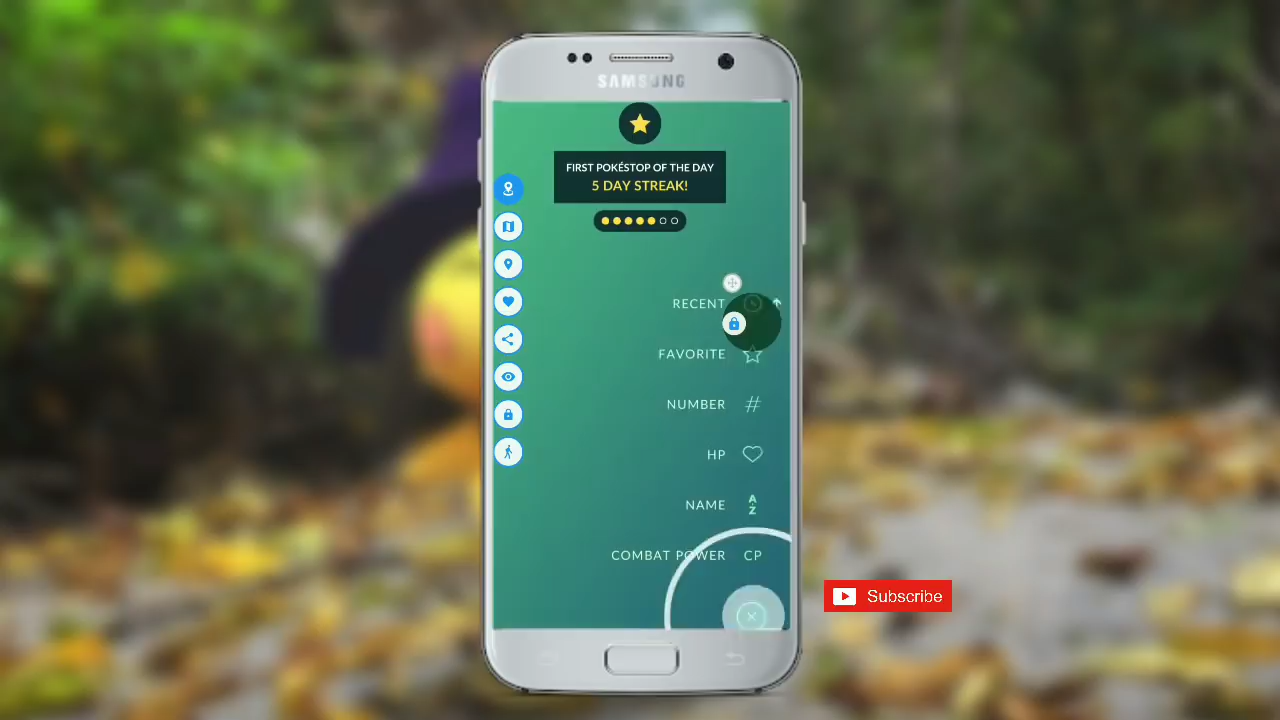 SAMSUNG
FIRST POKÉSTOP OF THE DAY
5 DAY STREAK!
RECENT
FAVORITE
NUMBER #
HP
NAME A Z
COMBAT POWER CP
Subscribe